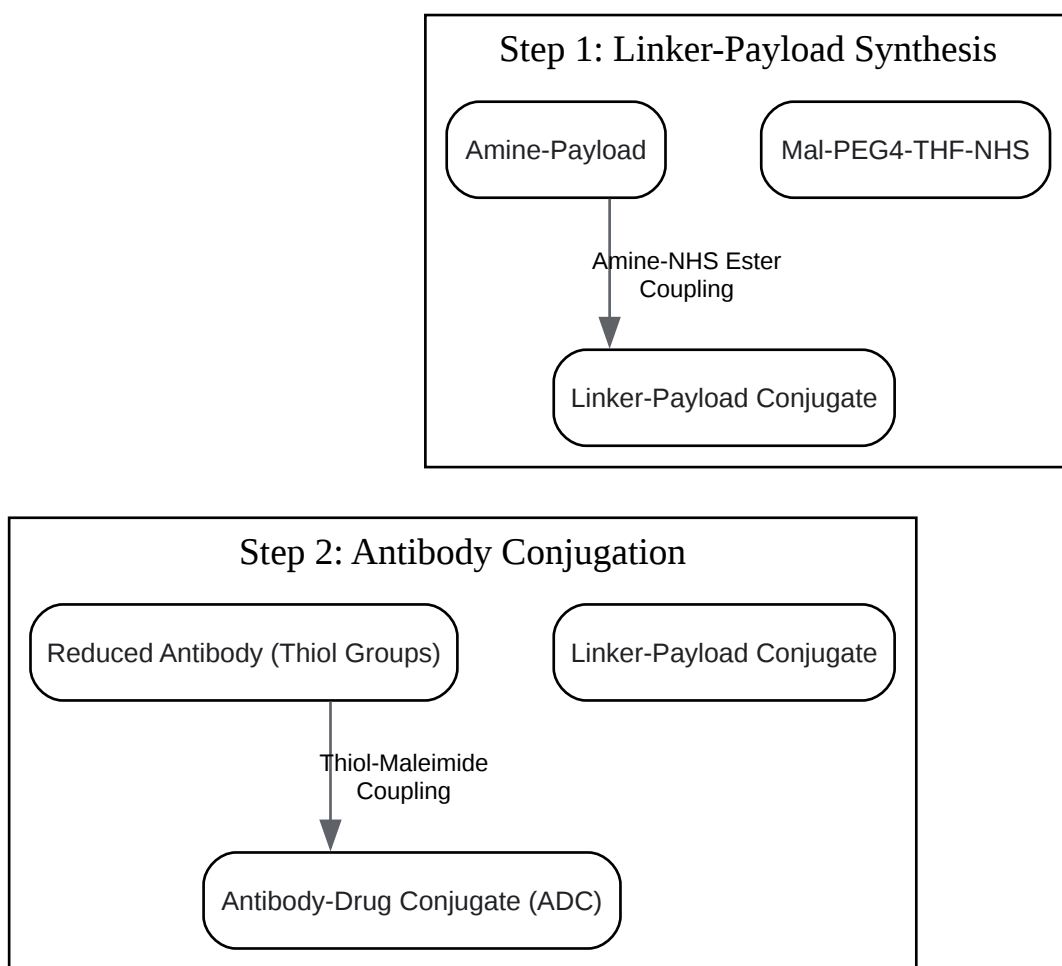 Step 1: Linker-Payload Synthesis
Amine-Payload
Mal-PEG4-THF-NHS
Amine-NHS Ester
Coupling
Linker-Payload Conjugate
Step 2: Antibody Conjugation
Reduced Antibody (Thiol Groups)
Linker-Payload Conjugate
Thiol-Maleimide
Coupling
Antibody-Drug Conjugate (ADC)